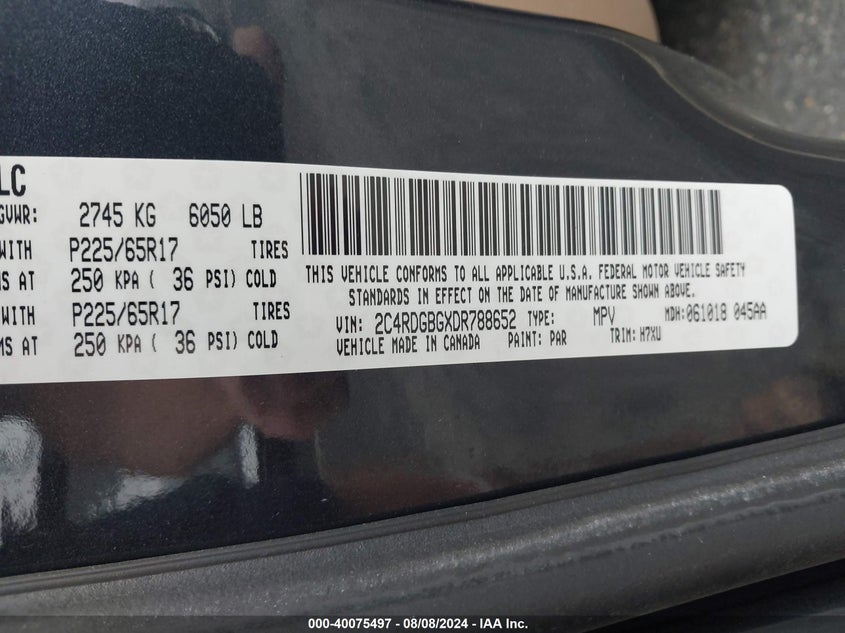 LC
GVWR: 2745 KG 6050 LB
WITH P225/65R17 TIRES
MS AT 250 KPA ( 36 PSI) COLD
WITH P225/65R17 TIRES
MS AT 250 KPA ( 36 PSI) COLD
THIS VEHICLE CONFORMS TO ALL APPLICABLE U.S.A. FEDERAL MOTOR VEHICLE SAFETY
STANDARDS IN EFFECT ON THE DATE OF MANUFACTURE SHOWN ABOVE.
VIN: 2C4RDGBGXDR788652 TYPE: MPV MDH:061018 045AA
VEHICLE MADE IN CANADA PAINT: PAR TRIM: H7XU
000-40075497 - 08/08/2024 - IAA Inc.